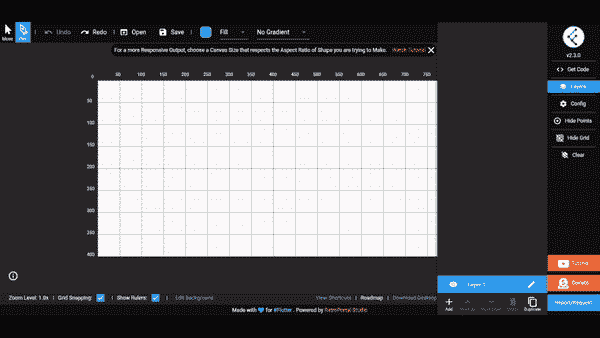 Move
Pen
Undo
Redo
Open
Save
Fill
No Gradient
For a more Responsive Output, choose a Canvas Size that respects the Aspect Ratio of Shape you are trying to Make.
Watch Tutorial
v2.3.0
Get Code
Layers
Config
Hide Points
Hide Grid
Clear
0 50 100 150 200 250 300 350 400 450 500 550 600 650 700 750
50
100
150
200
250
300
350
400
Layer 1
Tutorial
Donate
Report/Request
Zoom Level: 1.0x | Grid Snapping: | Show Rulers: | Edit Background
View Shortcuts | Roadmap | Download Desktop
Add
Duplicate
Made with 💙 for #Flutter . Powered by RetroPortal Studio